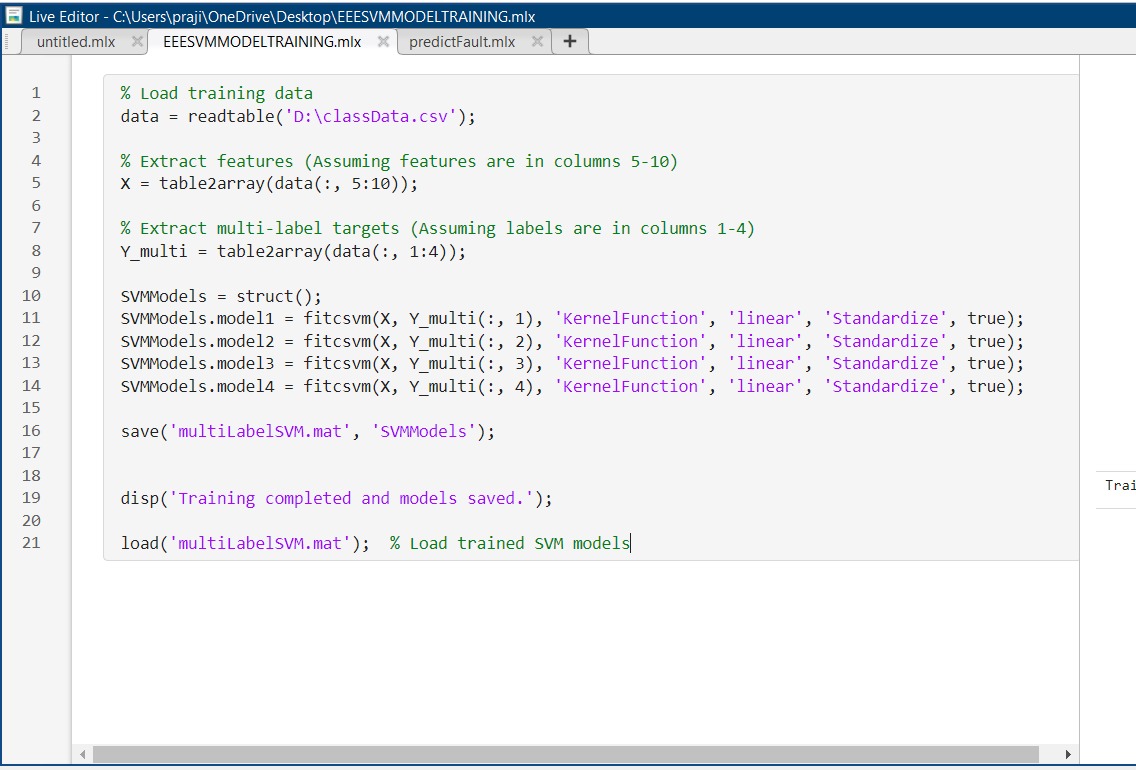 Live Editor - C:\Users\praji\OneDrive\Desktop\EEESVMMODELTRAINING.mlx
untitled.mlx EEESVMMODELTRAINING.mlx predictFault.mlx +
1 % Load training data
2 data = readtable('D:\classData.csv');
3
4 % Extract features (Assuming features are in columns 5-10)
5 X = table2array(data(:, 5:10));
6
7 % Extract multi-label targets (Assuming labels are in columns 1-4)
8 Y_multi = table2array(data(:, 1:4));
9
10 SVMModels = struct();
11 SVMModels.model1 = fitcsvm(X, Y_multi(:, 1), 'KernelFunction', 'linear', 'Standardize', true);
12 SVMModels.model2 = fitcsvm(X, Y_multi(:, 2), 'KernelFunction', 'linear', 'Standardize', true);
13 SVMModels.model3 = fitcsvm(X, Y_multi(:, 3), 'KernelFunction', 'linear', 'Standardize', true);
14 SVMModels.model4 = fitcsvm(X, Y_multi(:, 4), 'KernelFunction', 'linear', 'Standardize', true);
15
16 save('multiLabelSVM.mat', 'SVMModels');
17
18
19 disp('Training completed and models saved.');
20
21 load('multiLabelSVM.mat');  % Load trained SVM models
Trai